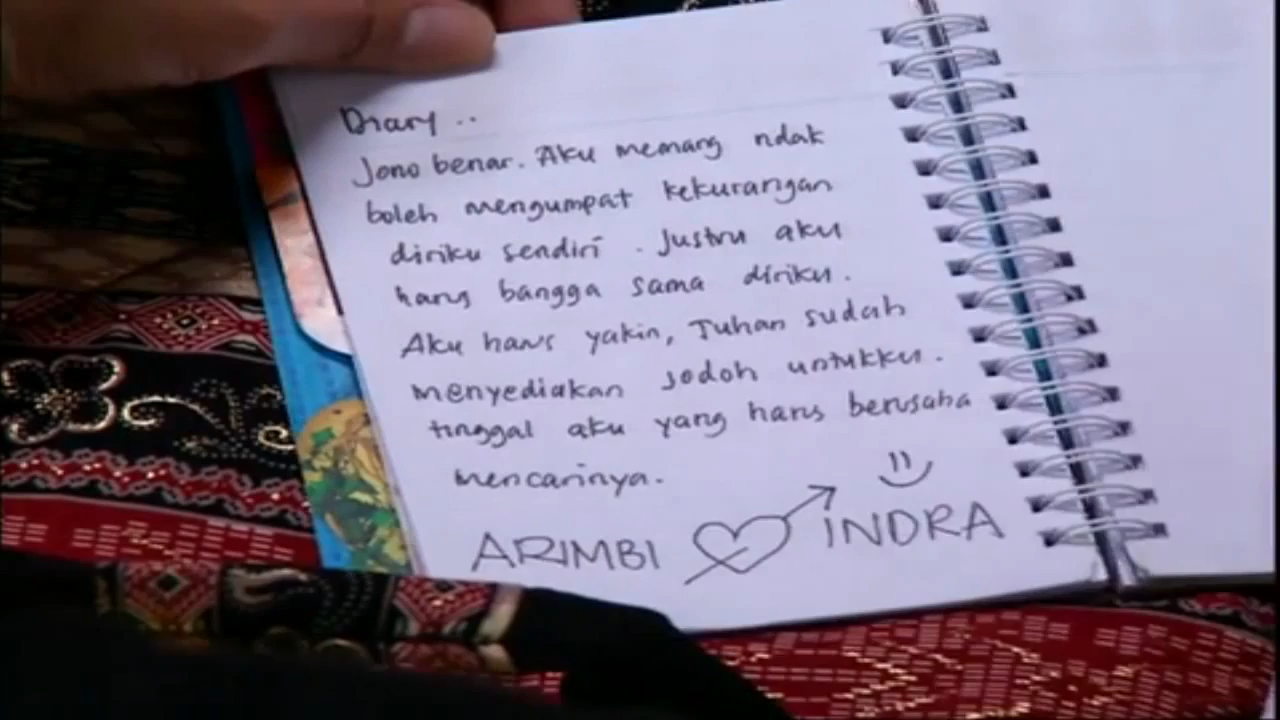 Diary ..
Jono benar. Aku memang ndak
boleh mengumpat kekurangan
diriku sendiri . Justru aku
harus bangga sama diriku.
Aku harus yakin, Tuhan sudah
menyediakan jodoh untukku.
tinggal aku yang harus berusaha
mencarinya.
ARIMBI INDRA